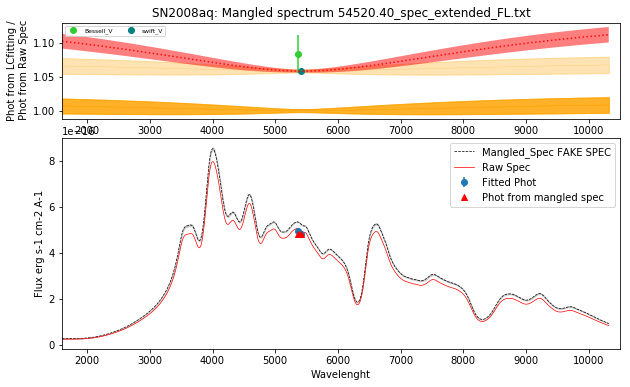 SN2008aq: Mangled spectrum 54520.40_spec_extended_FL.txt
Phot from LCfitting /
Phot from Raw Spec
Bessell_V
swift_V
1.10
1.05
1.00
2000 3000 4000 5000 6000 7000 8000 9000 10000
1e−16
Flux erg s-1 cm-2 A-1
8
6
4
2
0
Mangled_Spec FAKE SPEC
Raw Spec
Fitted Phot
Phot from mangled spec
2000 3000 4000 5000 6000 7000 8000 9000 10000
Wavelenght